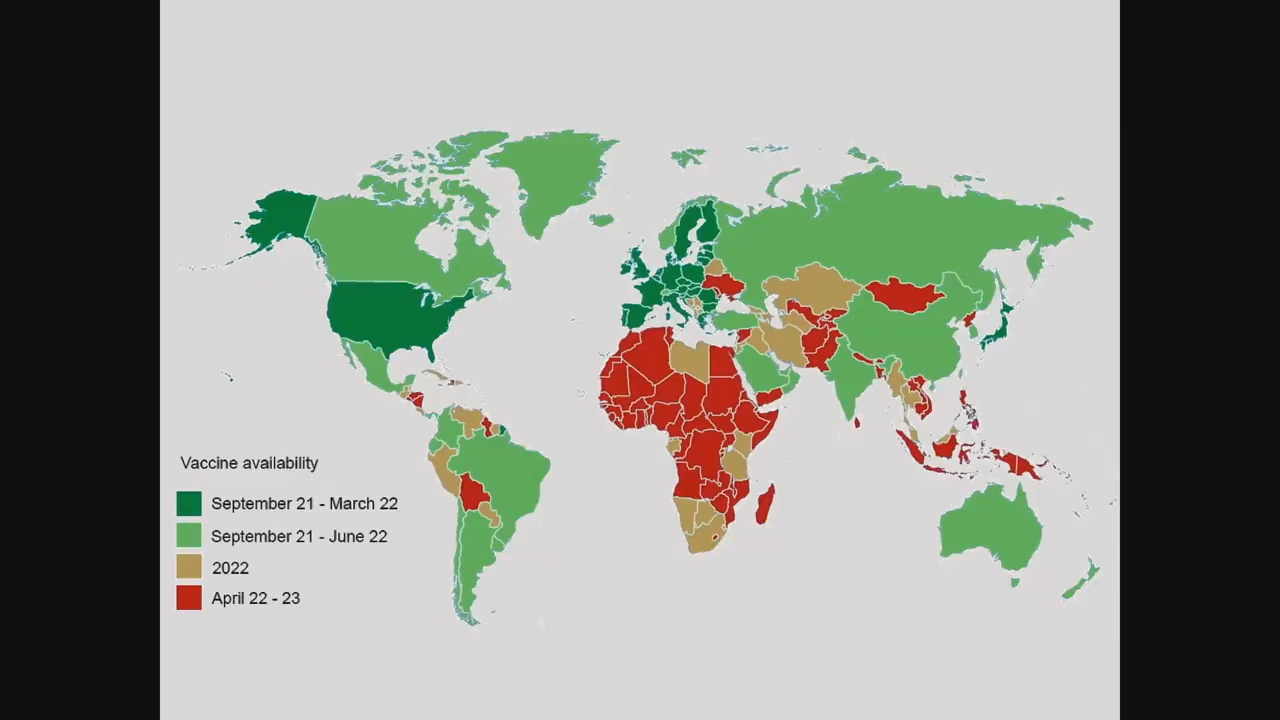 Vaccine availability
September 21 - March 22
September 21 - June 22
2022
April 22 - 23